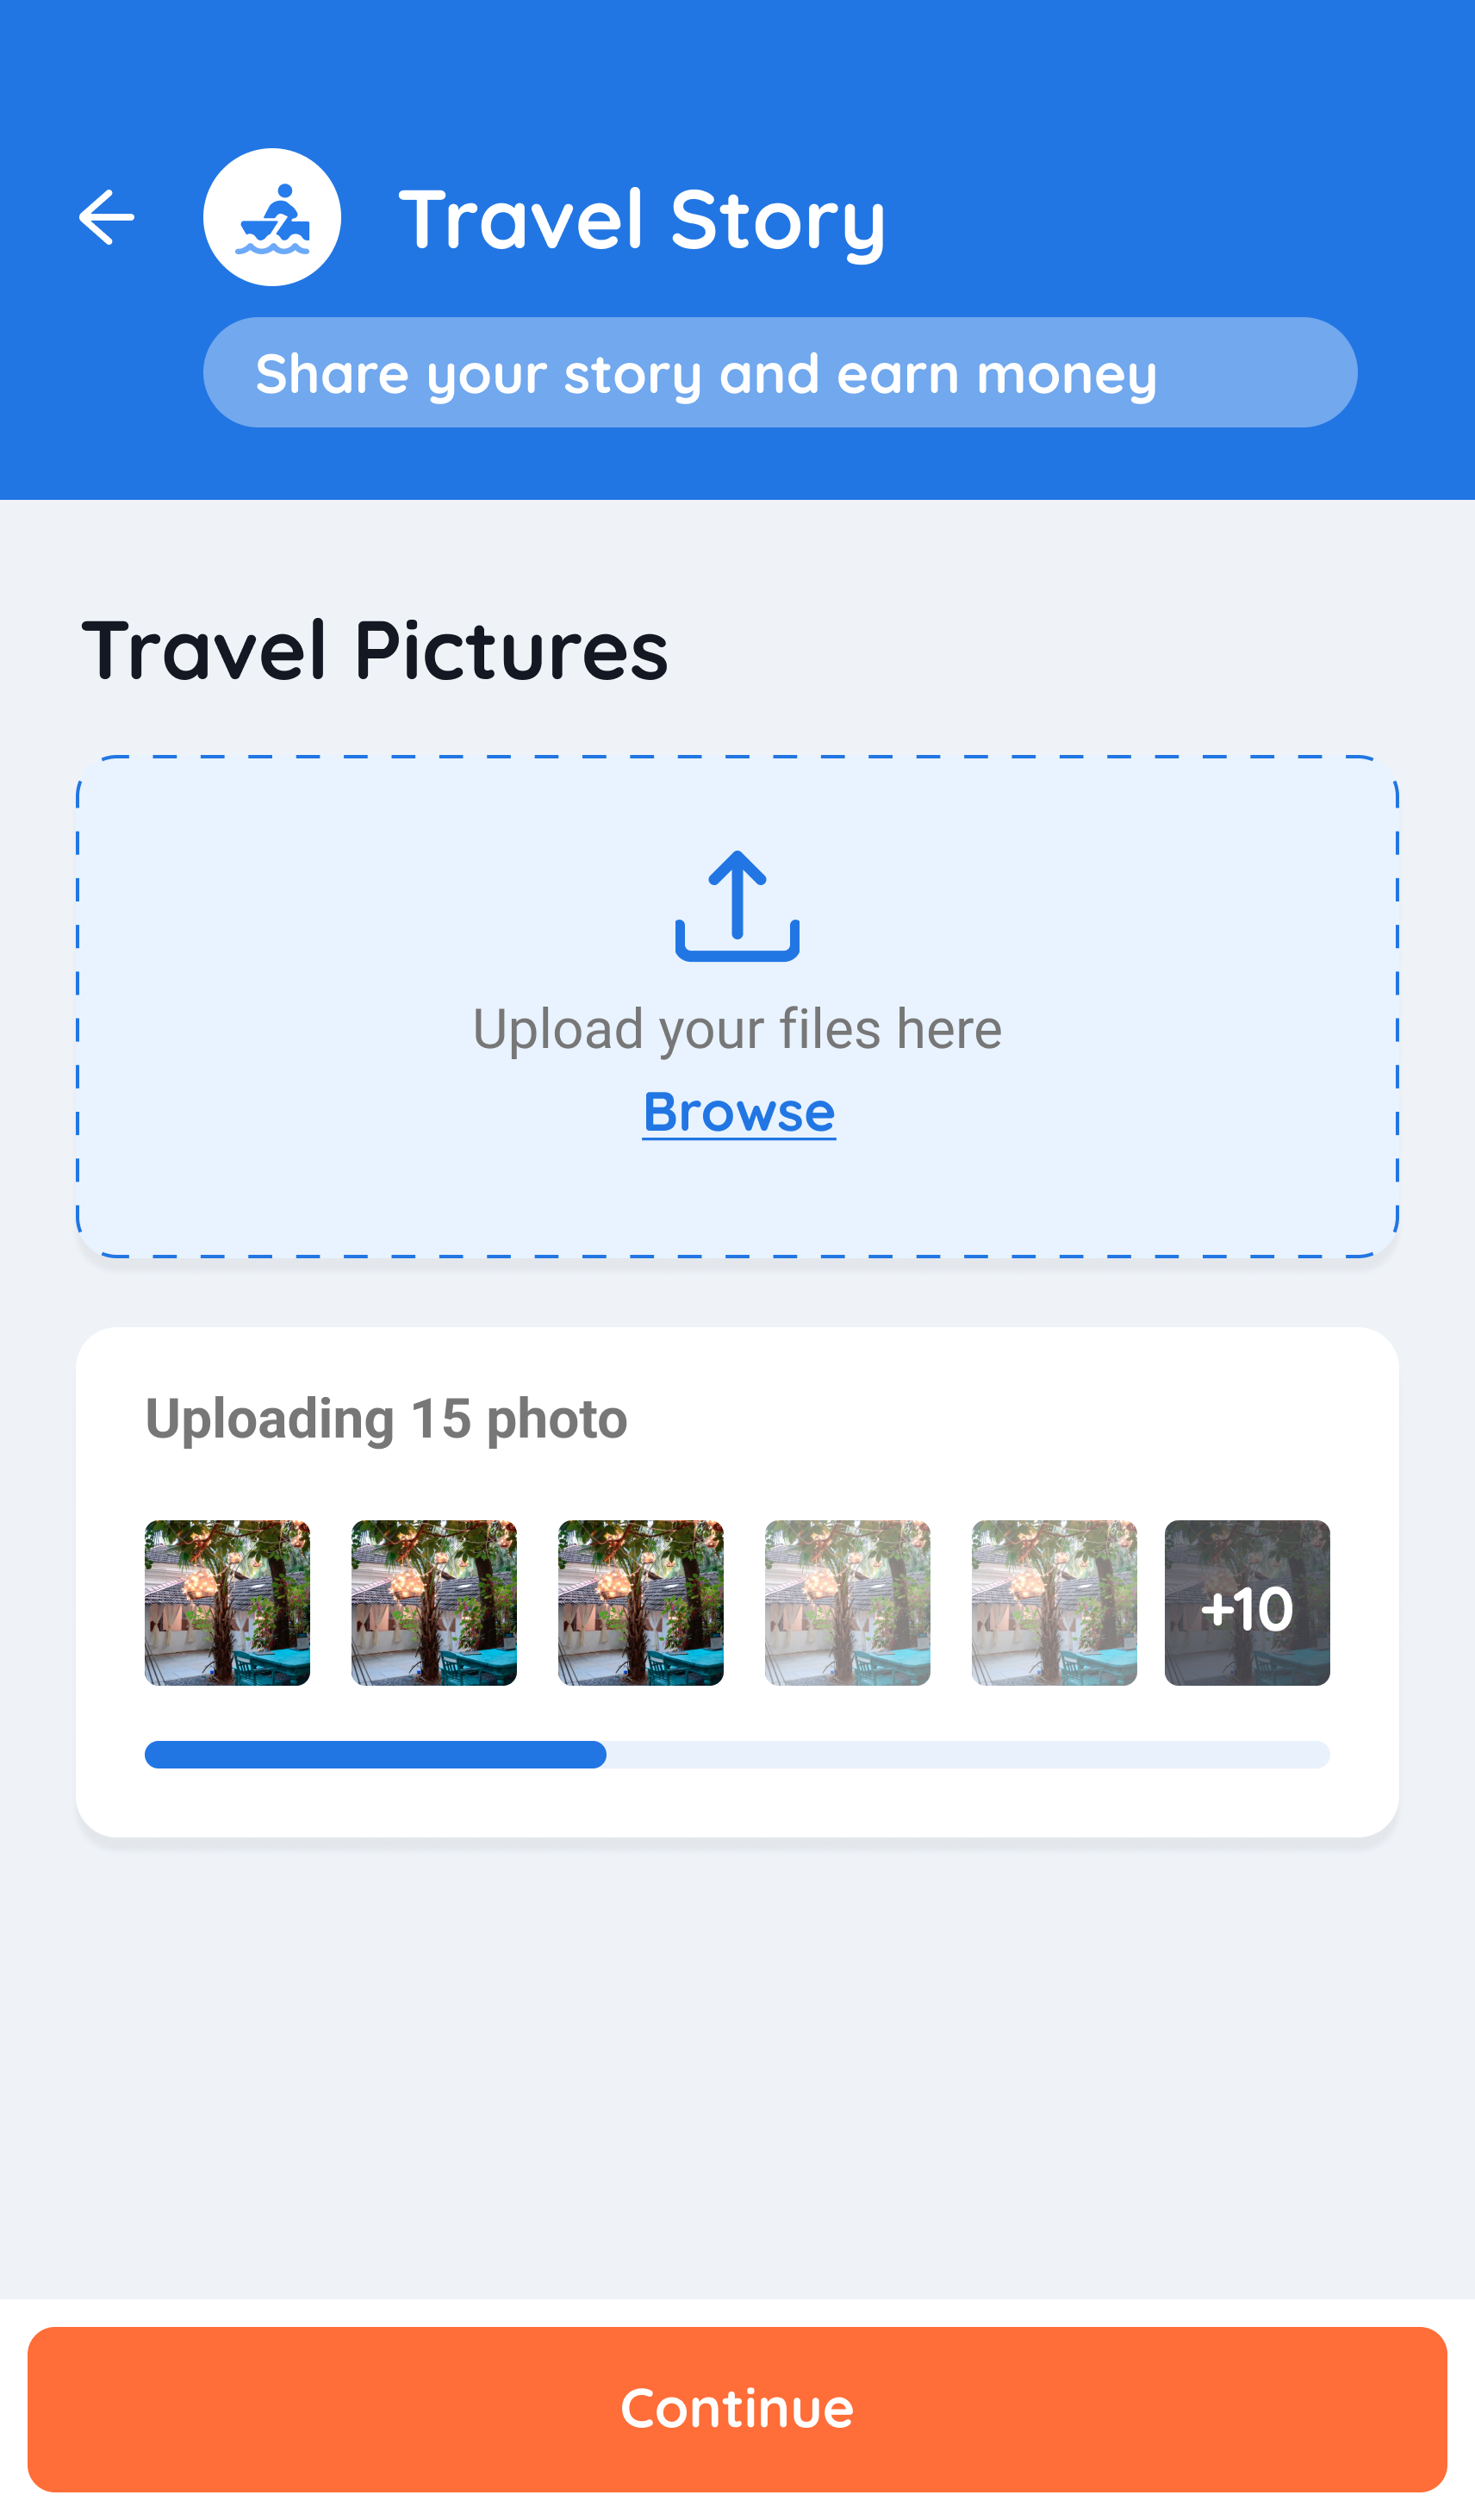 Travel Story
Share your story and earn money
Travel Pictures
Upload your files here
Browse
Uploading 15 photo
+10
Continue